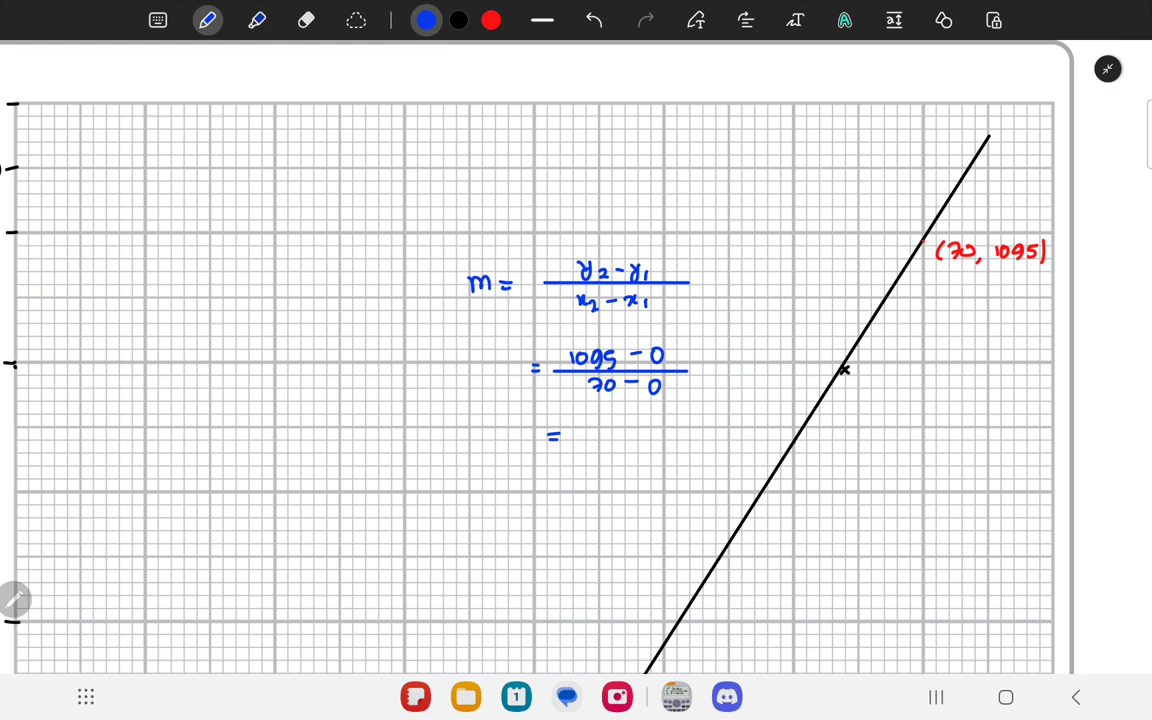 (70, 1095)
m = y₂ - y₁ / x₂ - x₁
= 1095 - 0 / 70 - 0
=